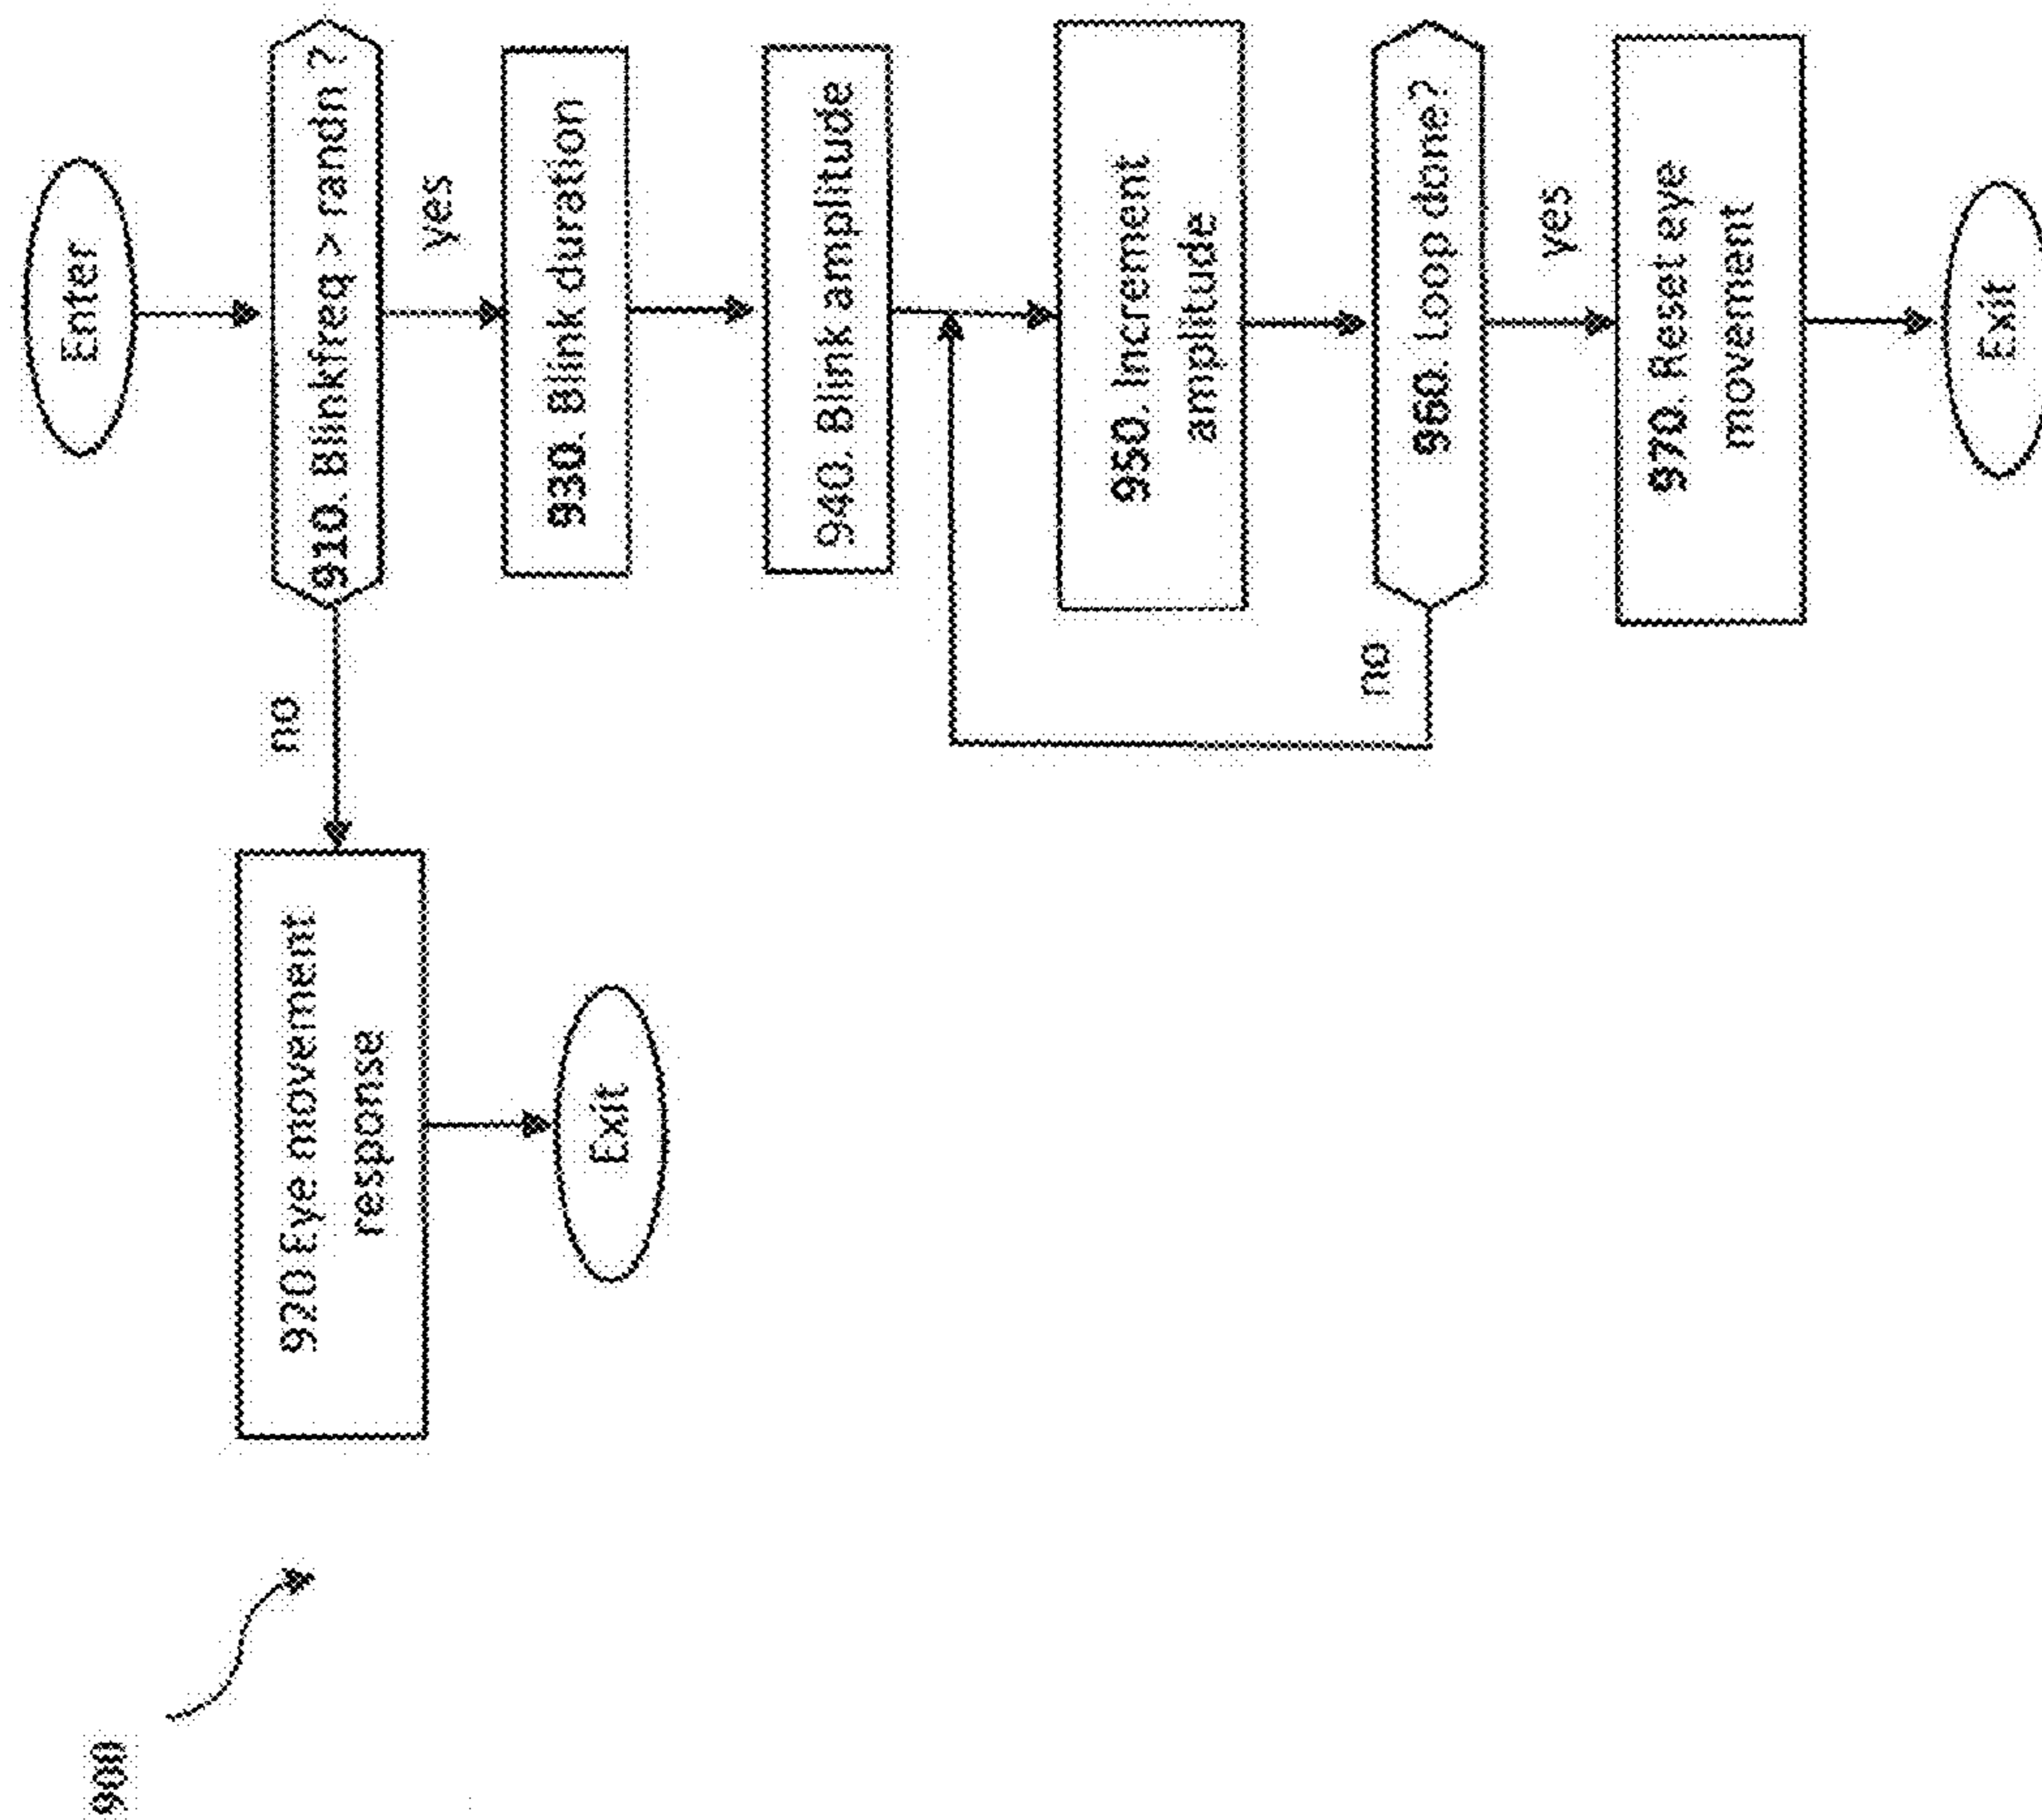 900
Enter
910. Blinkfreq > randn ?
no
yes
920 Eye movement
response
Exit
930. Blink duration
940. Blink amplitude
950. Increment
amplitude
960. Loop done?
no
yes
970. Reset eye
movement
Exit